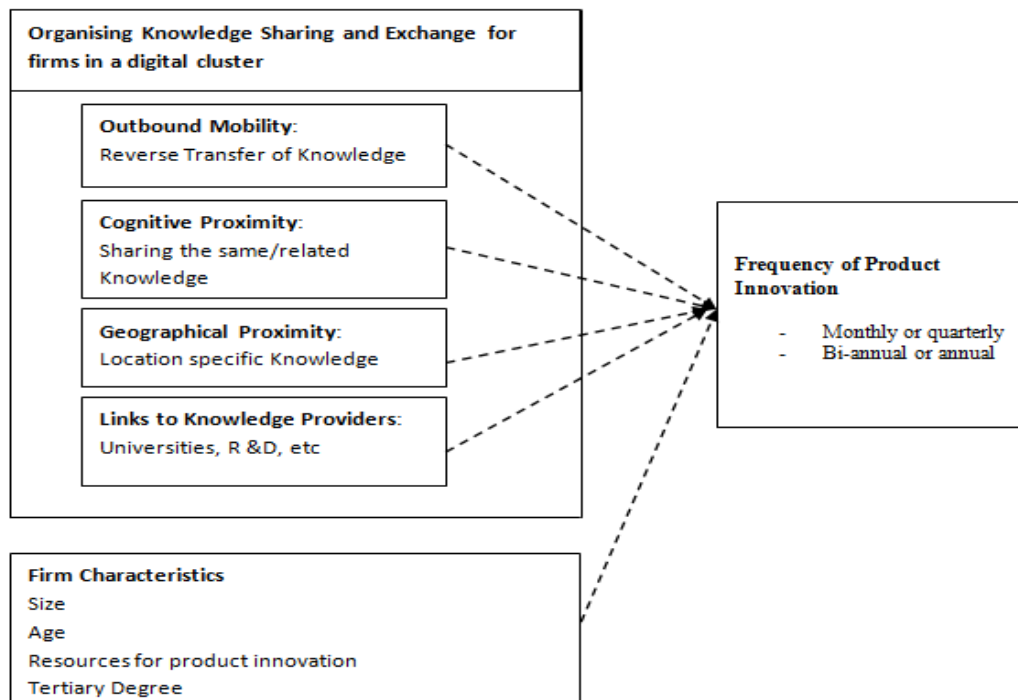 Organising Knowledge Sharing and Exchange for
firms in a digital cluster
Outbound Mobility:
Reverse Transfer of Knowledge
Cognitive Proximity:
Sharing the same/related
Knowledge
Geographical Proximity:
Location specific Knowledge
Links to Knowledge Providers:
Universities, R &D, etc
Frequency of Product
Innovation
- Monthly or quarterly
- Bi-annual or annual
Firm Characteristics
Size
Age
Resources for product innovation
Tertiary Degree